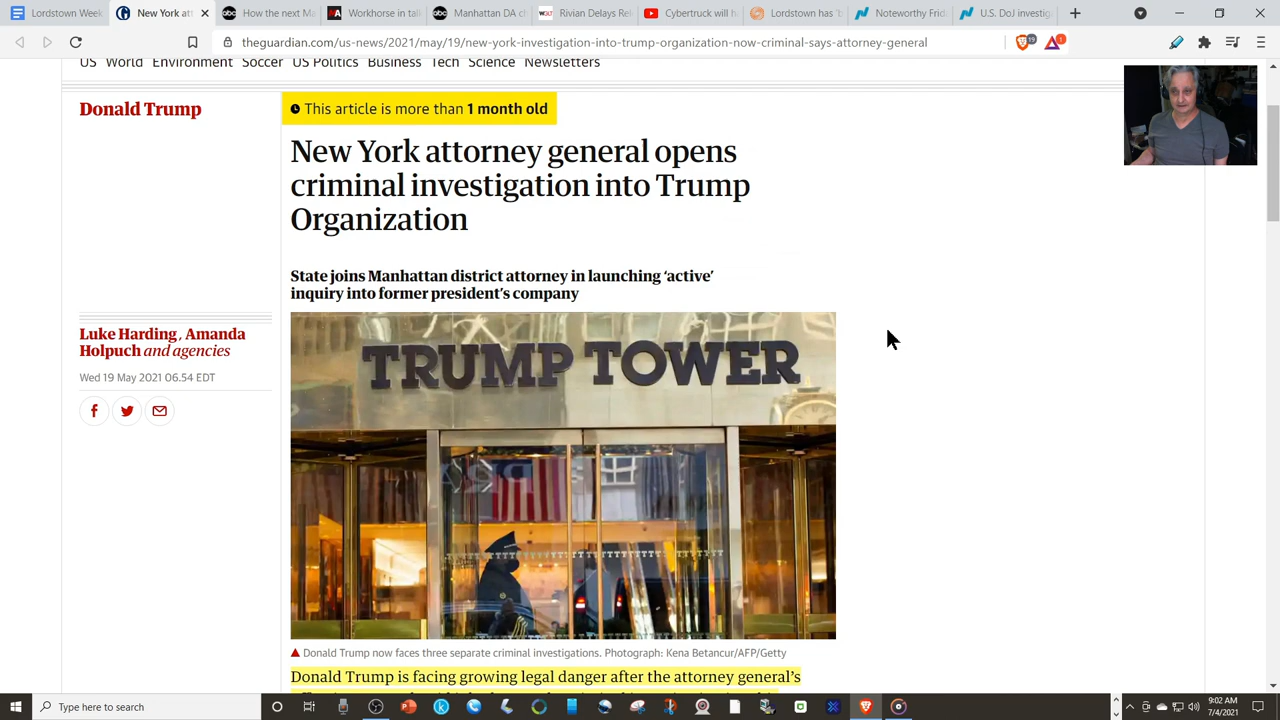 Lordstown Week
New York att
How the next Ma
Workhorse in talk
Manhattan DA c
Rivian Delays Re
Cybertruck will h
Lordstown has '
Noteworthy Frid
U.S. DoJ investig
theguardian.com/us-news/2021/may/19/new-york-investigation-into-trump-organization-now-criminal-says-attorney-general
US World Environment Soccer US Politics Business Tech Science Newsletters
Donald Trump
This article is more than 1 month old
New York attorney general opens
criminal investigation into Trump
Organization
State joins Manhattan district attorney in launching ‘active’
inquiry into former president’s company
Luke Harding, Amanda
Holpuch and agencies
Wed 19 May 2021 06.54 EDT
TRUMP TOWER
Donald Trump now faces three separate criminal investigations. Photograph: Kena Betancur/AFP/Getty
Donald Trump is facing growing legal danger after the attorney general’s
Type here to search
9:02 AM
7/4/2021